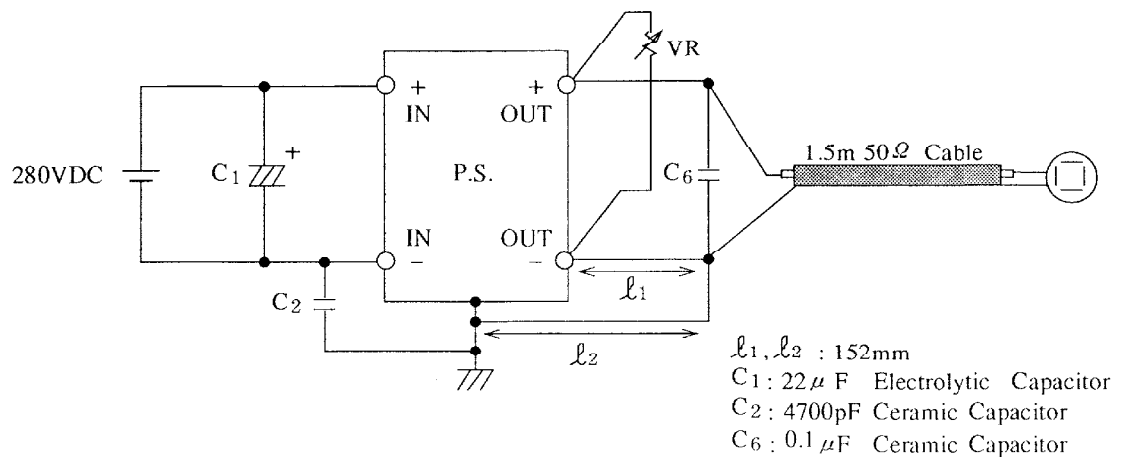 VR
+
IN
+
OUT
280VDC
C1
+
P.S.
C6
1.5m 50Ω Cable
IN
−
OUT
−
C2
ℓ1
ℓ2
ℓ1, ℓ2 : 152mm
C1 : 22μF Electrolytic Capacitor
C2 : 4700pF Ceramic Capacitor
C6 : 0.1μF Ceramic Capacitor